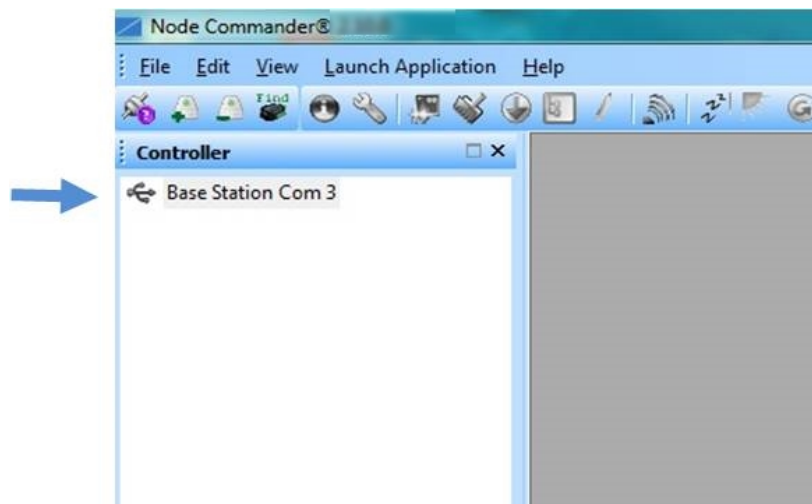 Node Commander®
File Edit View Launch Application Help
Find
Controller
Base Station Com 3